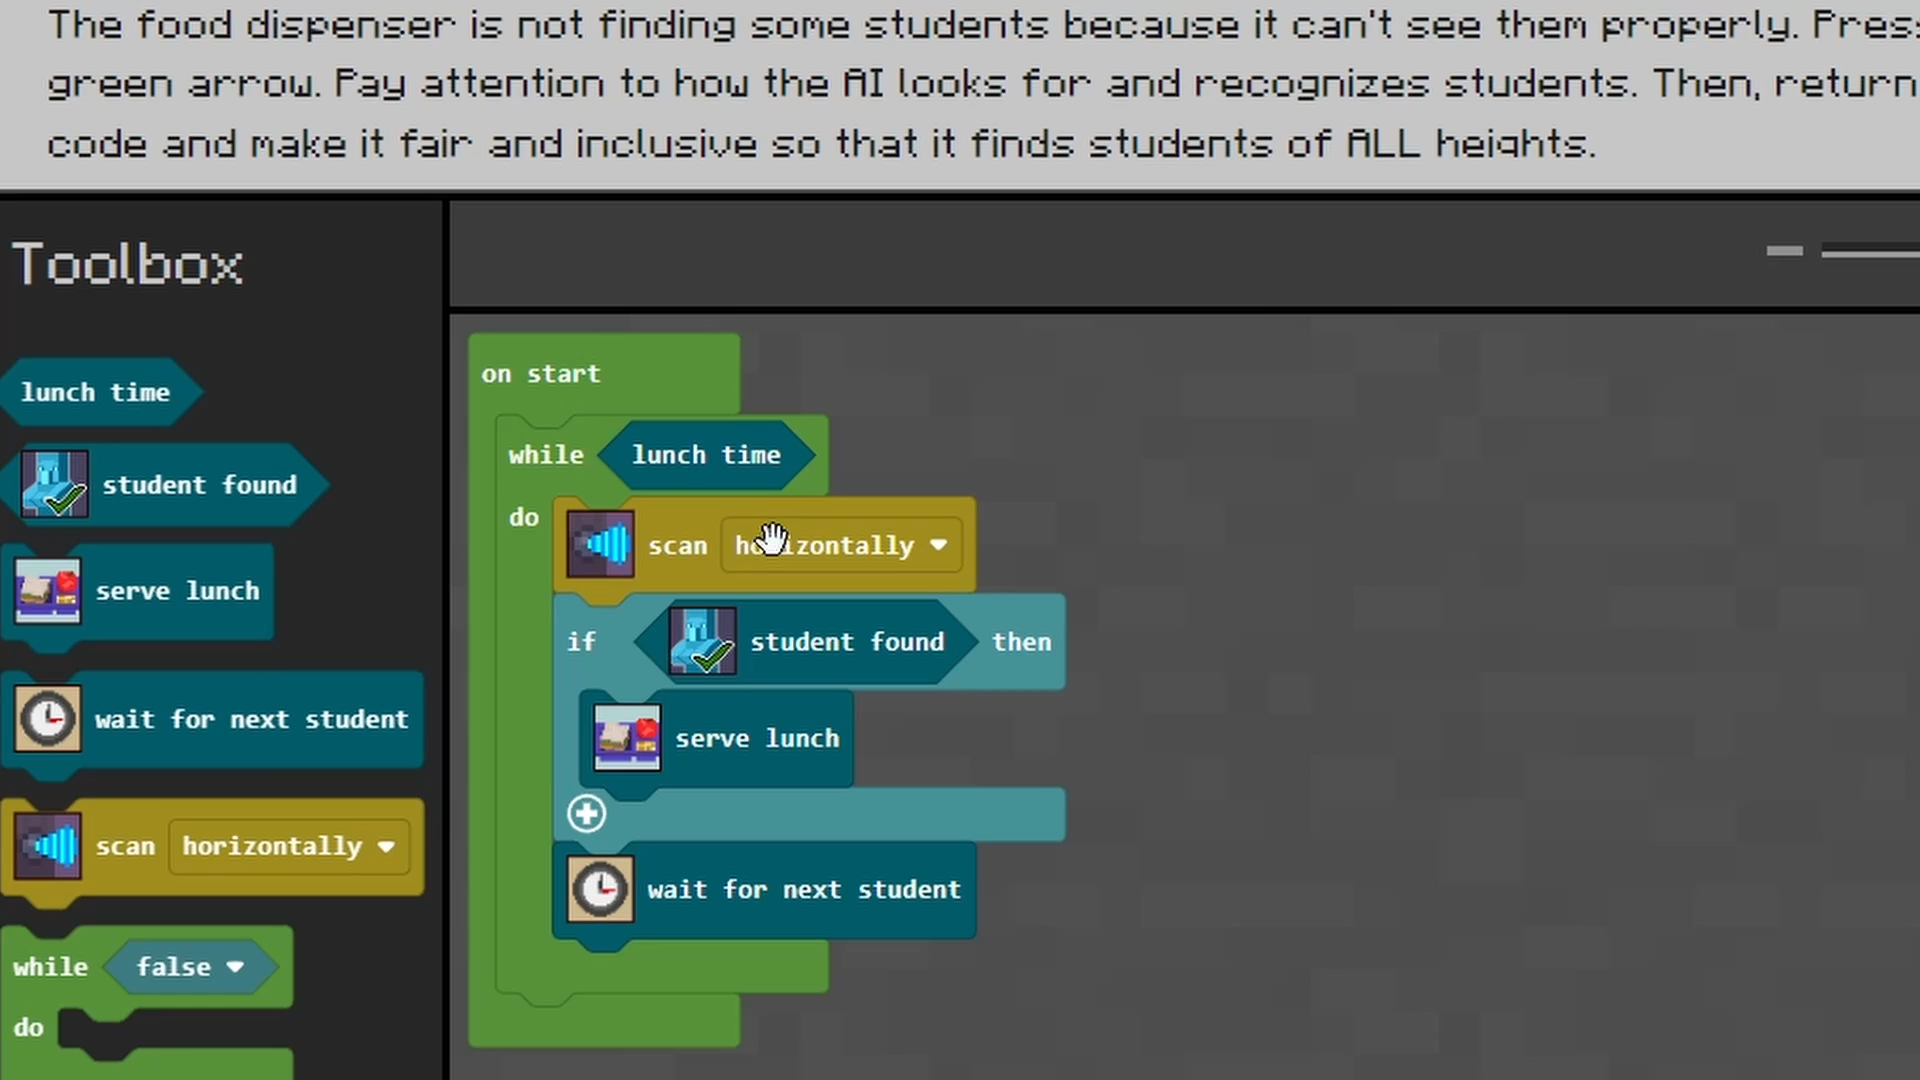 The food dispenser is not finding some students because it can't see them properly. Press
green arrow. Pay attention to how the AI looks for and recognizes students. Then, return
code and make it fair and inclusive so that it finds students of ALL heights.
Toolbox
lunch time
student found
serve lunch
wait for next student
scan horizontally
while false
do
on start
while lunch time
do scan horizontally
if student found then
serve lunch
wait for next student